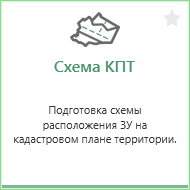 Схема КПТ
Подготовка схемы
расположения ЗУ на
кадастровом плане территории.